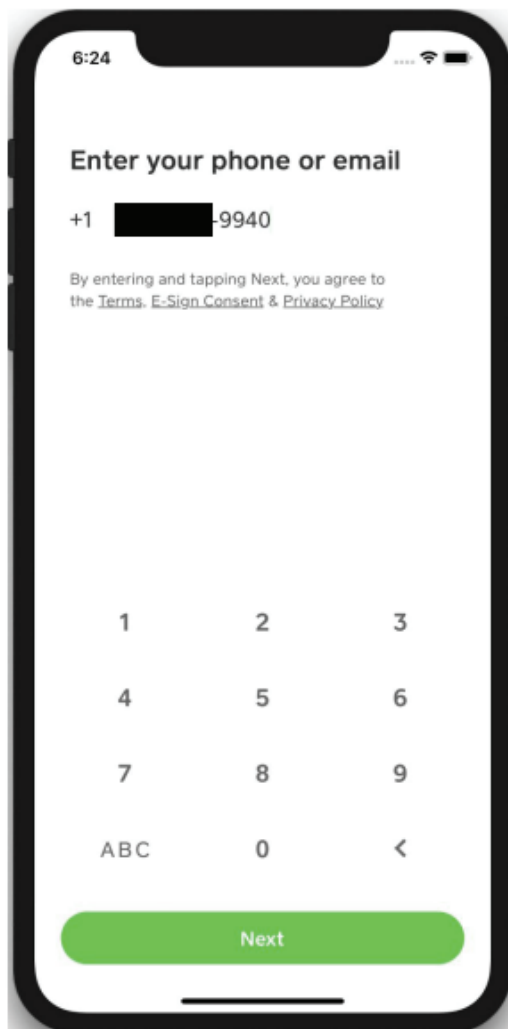 6:24
Enter your phone or email
+1 -9940
By entering and tapping Next, you agree to
the Terms, E-Sign Consent & Privacy Policy
1 2 3
4 5 6
7 8 9
ABC 0 <
Next